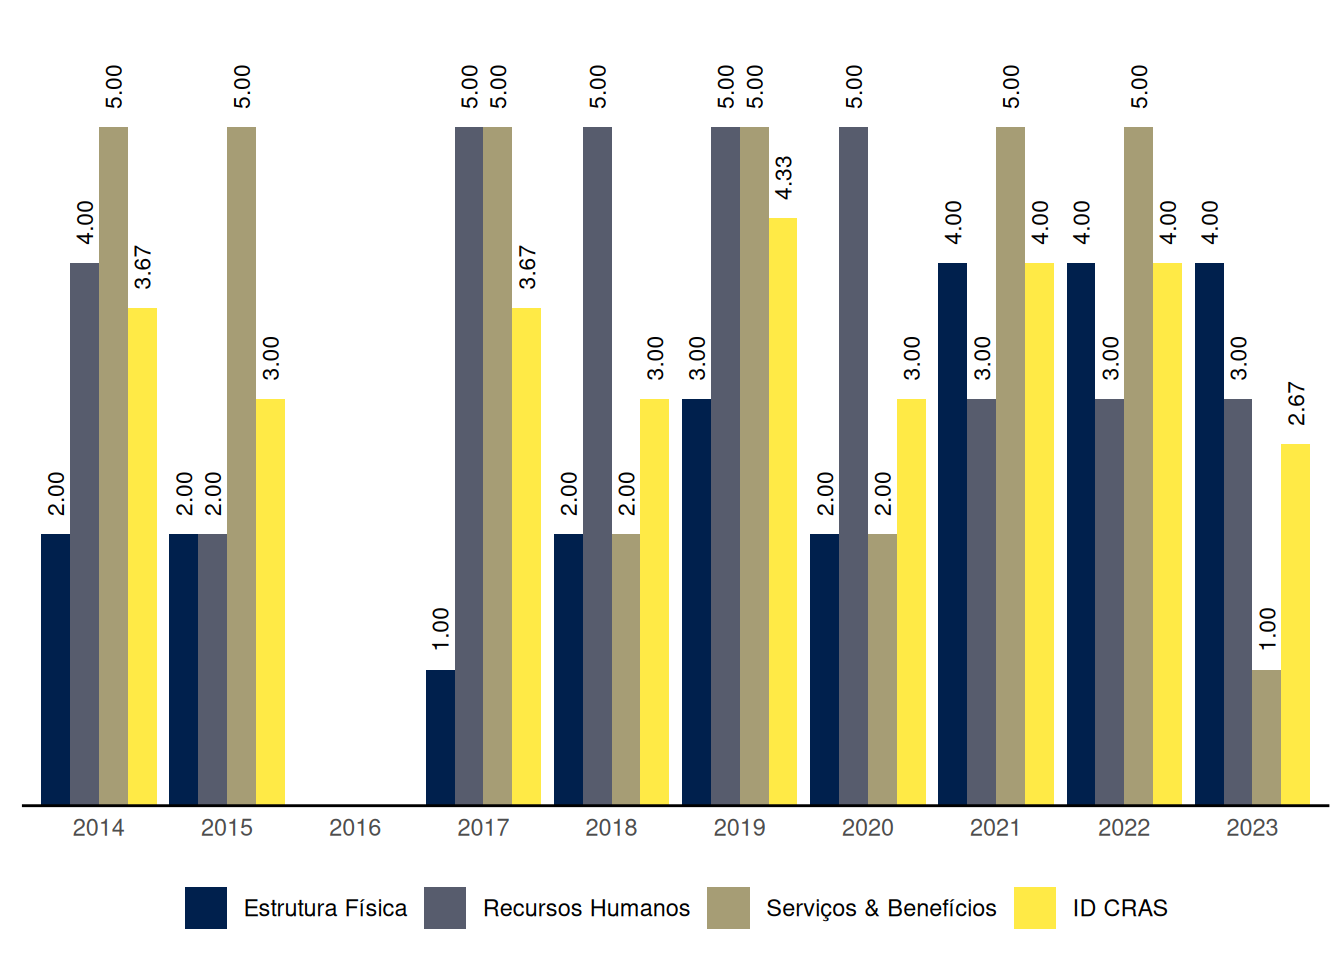 5.00 5.00 5.00 5.00 5.00 5.00 5.00 5.00 5.00 5.00
4.33
4.00 4.00 4.00 4.00 4.00 4.00
3.67 3.67
3.00 3.00 3.00 3.00 3.00 3.00 3.00
2.67
2.00 2.00 2.00 2.00 2.00 2.00 2.00
1.00 1.00
2014 2015 2016 2017 2018 2019 2020 2021 2022 2023
Estrutura Física Recursos Humanos Serviços & Benefícios ID CRAS